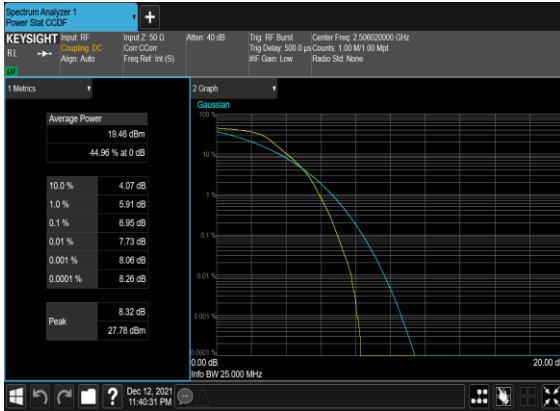 Spectrum Analyzer 1
Power Stat CCDF
KEYSIGHT Input: RF Input Z: 50 Ω Atten: 40 dB Trig: RF Burst Center Freq: 2.506020000 GHz
RL Coupling: DC Corr CCorr Trig Delay: 500.0 µs Counts: 1.00 M/1.00 Mpt
Align: Auto Freq Ref: Int (S) #IF Gain: Low Radio Std: None
1 Metrics
2 Graph
Average Power
19.46 dBm
44.96 % at 0 dB
10.0 % 4.07 dB
1.0 % 5.91 dB
0.1 % 6.95 dB
0.01 % 7.73 dB
0.001 % 8.06 dB
0.0001 % 8.26 dB
Peak 8.32 dB
27.78 dBm
Gaussian
100 %
10 %
1 %
0.1 %
0.01 %
0.001 %
0.0001 %
0.00 dB 20.00 d
Info BW 25.000 MHz
Dec 12, 2021
11:40:31 PM